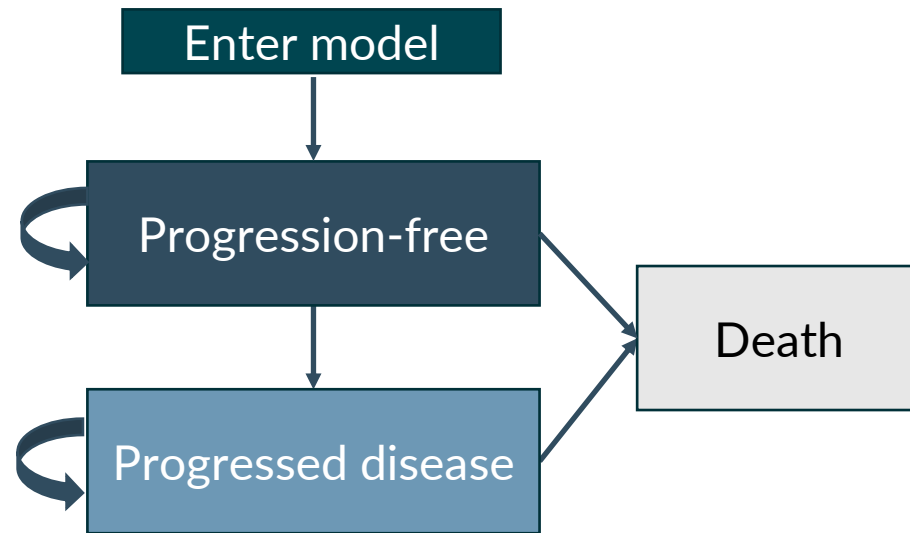 Enter model
Progression-free
Death
Progressed disease